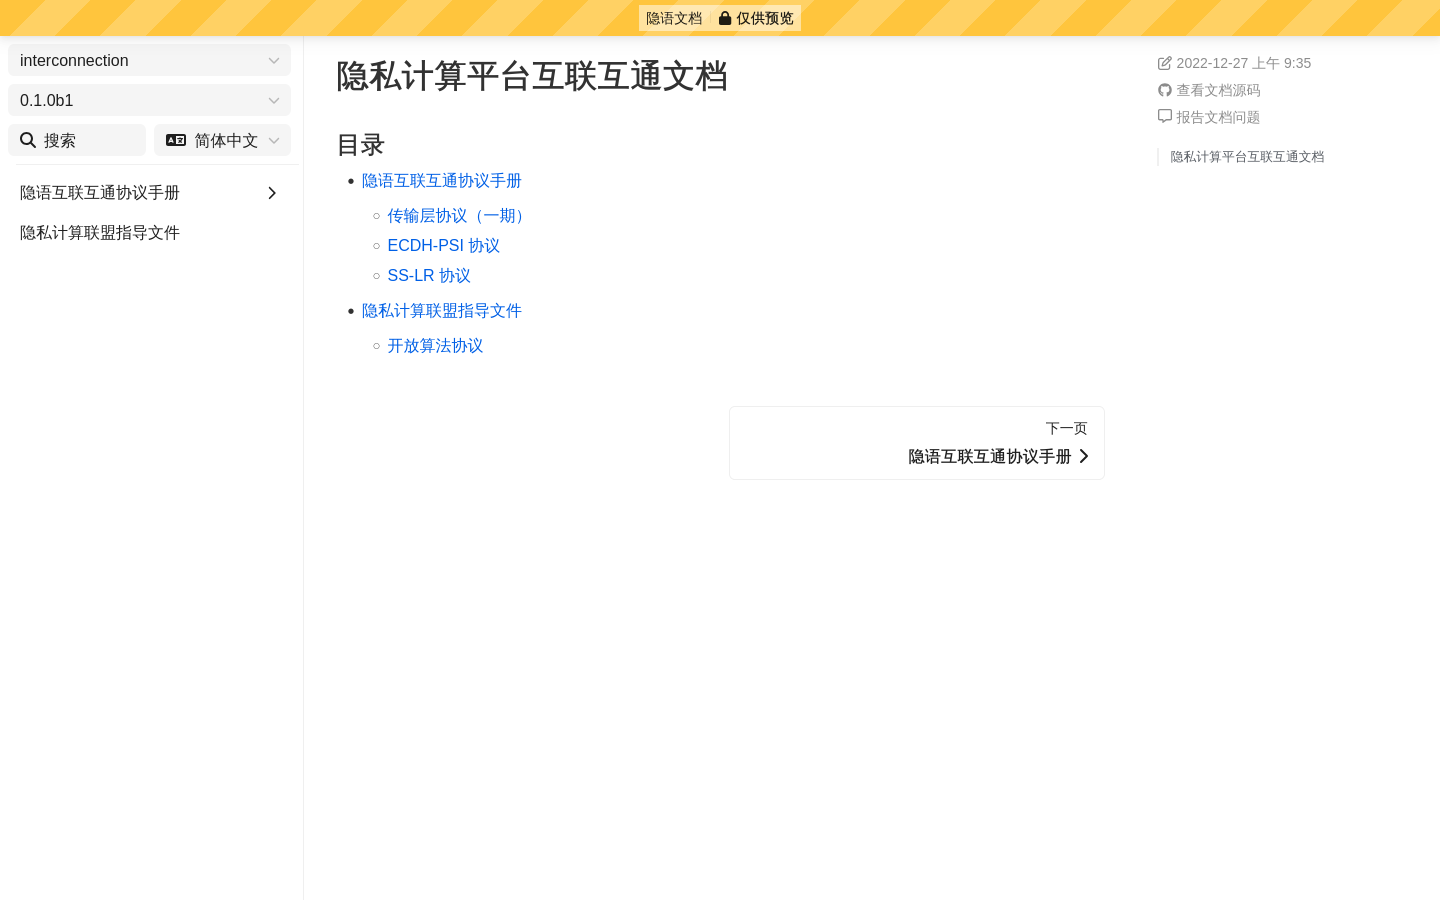 隐语文档 仅供预览
interconnection
0.1.0b1
搜索 简体中文
隐语互联互通协议手册
隐私计算联盟指导文件
隐私计算平台互联互通文档
目录
隐语互联互通协议手册
传输层协议（一期）
ECDH-PSI 协议
SS-LR 协议
隐私计算联盟指导文件
开放算法协议
下一页
隐语互联互通协议手册
2022-12-27 上午 9:35
查看文档源码
报告文档问题
隐私计算平台互联互通文档